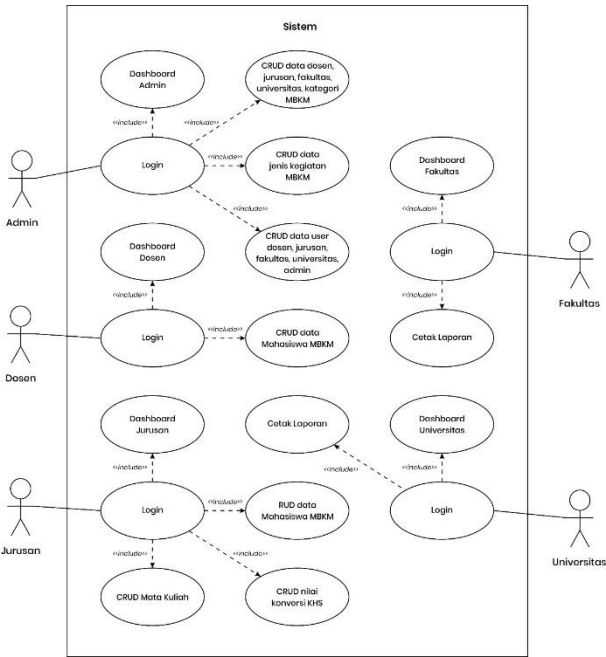 Sistem
Dashboard
Admin
CRUD data dosen,
jurusan, fakultas,
universitas, kategori
MBKM
<<include>>
<<include>>
Login
<<include>>
CRUD data
jenis kegiatan
MBKM
<<include>>
Admin
CRUD data user
dosen, jurusan,
fakultas, universitas,
admin
Dashboard
Dosen
<<include>>
Login
<<include>>
CRUD data
Mahasiswa MBKM
Dosen
Dashboard
Fakultas
<<include>>
Login
<<include>>
Cetak Laporan
Fakultas
Dashboard
Jurusan
<<include>>
Login
<<include>>
RUD data
Mahasiswa MBKM
<<include>>
<<include>>
Jurusan
CRUD Mata Kuliah
CRUD nilai
konversi KHS
Cetak Laporan
Dashboard
Universitas
<<include>>
<<include>>
Login
Universitas